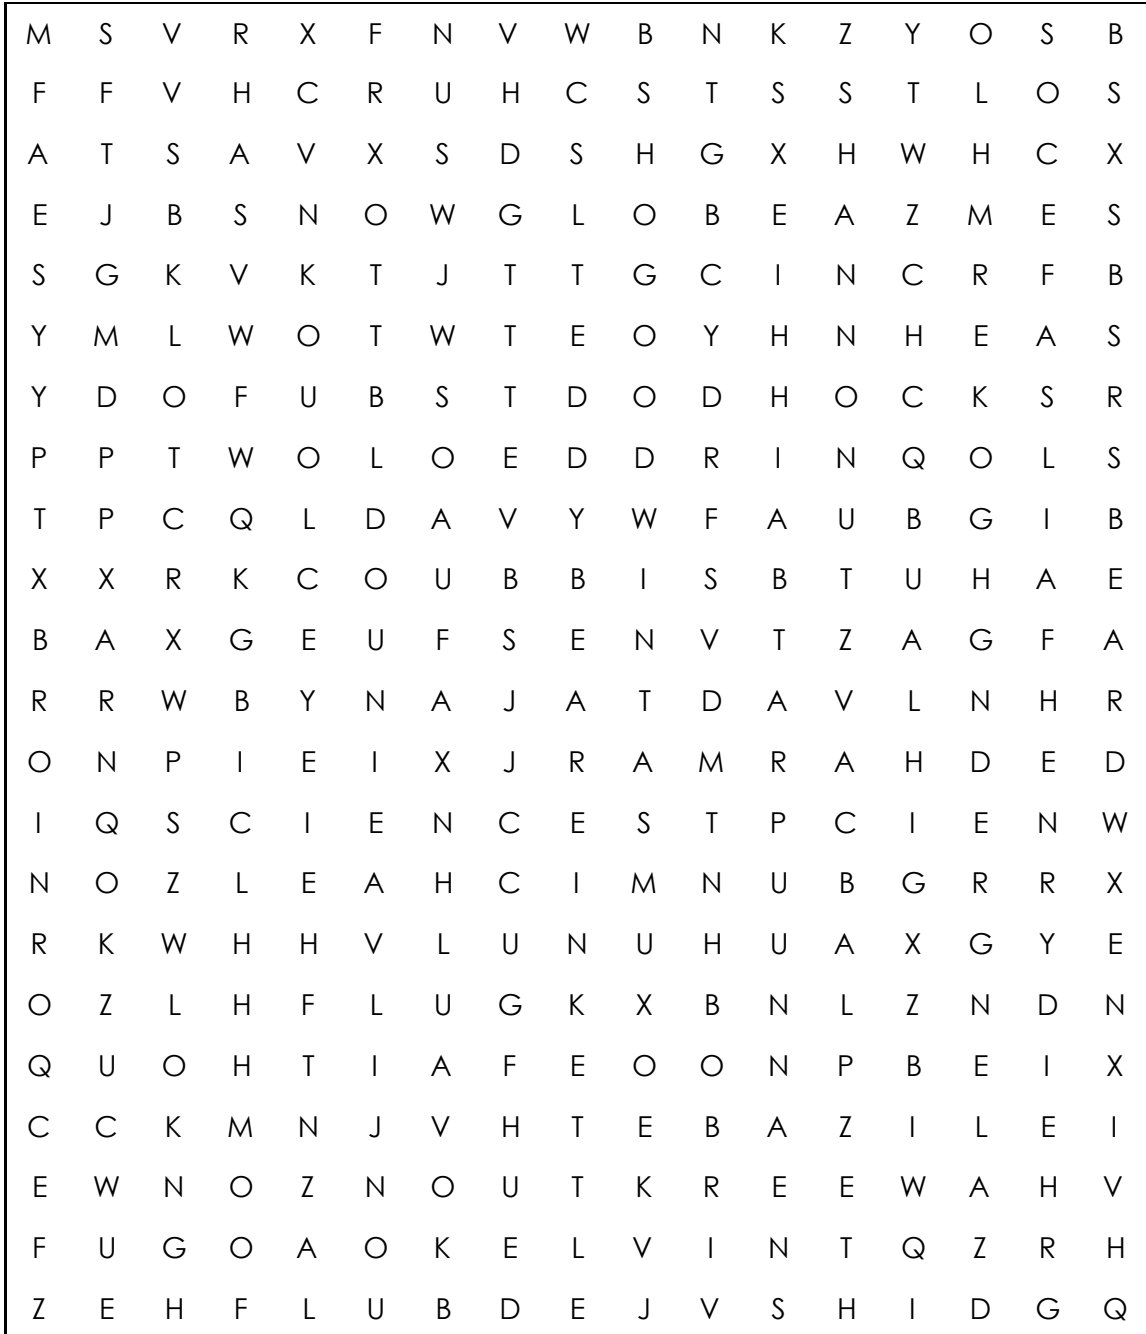 M S V R X F N V W B N K Z Y O S B
F F V H C R U H C S T S S T L O S
A T S A V X S D S H G X H W H C X
E J B S N O W G L O B E A Z M E S
S G K V K T J T T G C I N C R F B
Y M L W O T W T E O Y H N H E A S
Y D O F U B S T D O D H O C K S R
P P T W O L O E D D R I N Q O L S
T P C Q L D A V Y W F A U B G I B
X X R K C O U B B I S B T U H A E
B A X G E U F S E N V T Z A G F A
R R W B Y N A J A T D A V L N H R
O N P I E I X J R A M R A H D E D
I Q S C I E N C E S T P C I E N W
N O Z L E A H C I M N U B G R R X
R K W H H V L U N U H U A X G Y E
O Z L H F L U G K X B N L Z N D N
Q U O H T I A F E O O N P B E I X
C C K M N J V H T E B A Z I L E I
E W N O Z N O U T K R E E W A H V
F U G O A O K E L V I N T Q Z R H
Z E H F L U B D E J V S H I D G Q